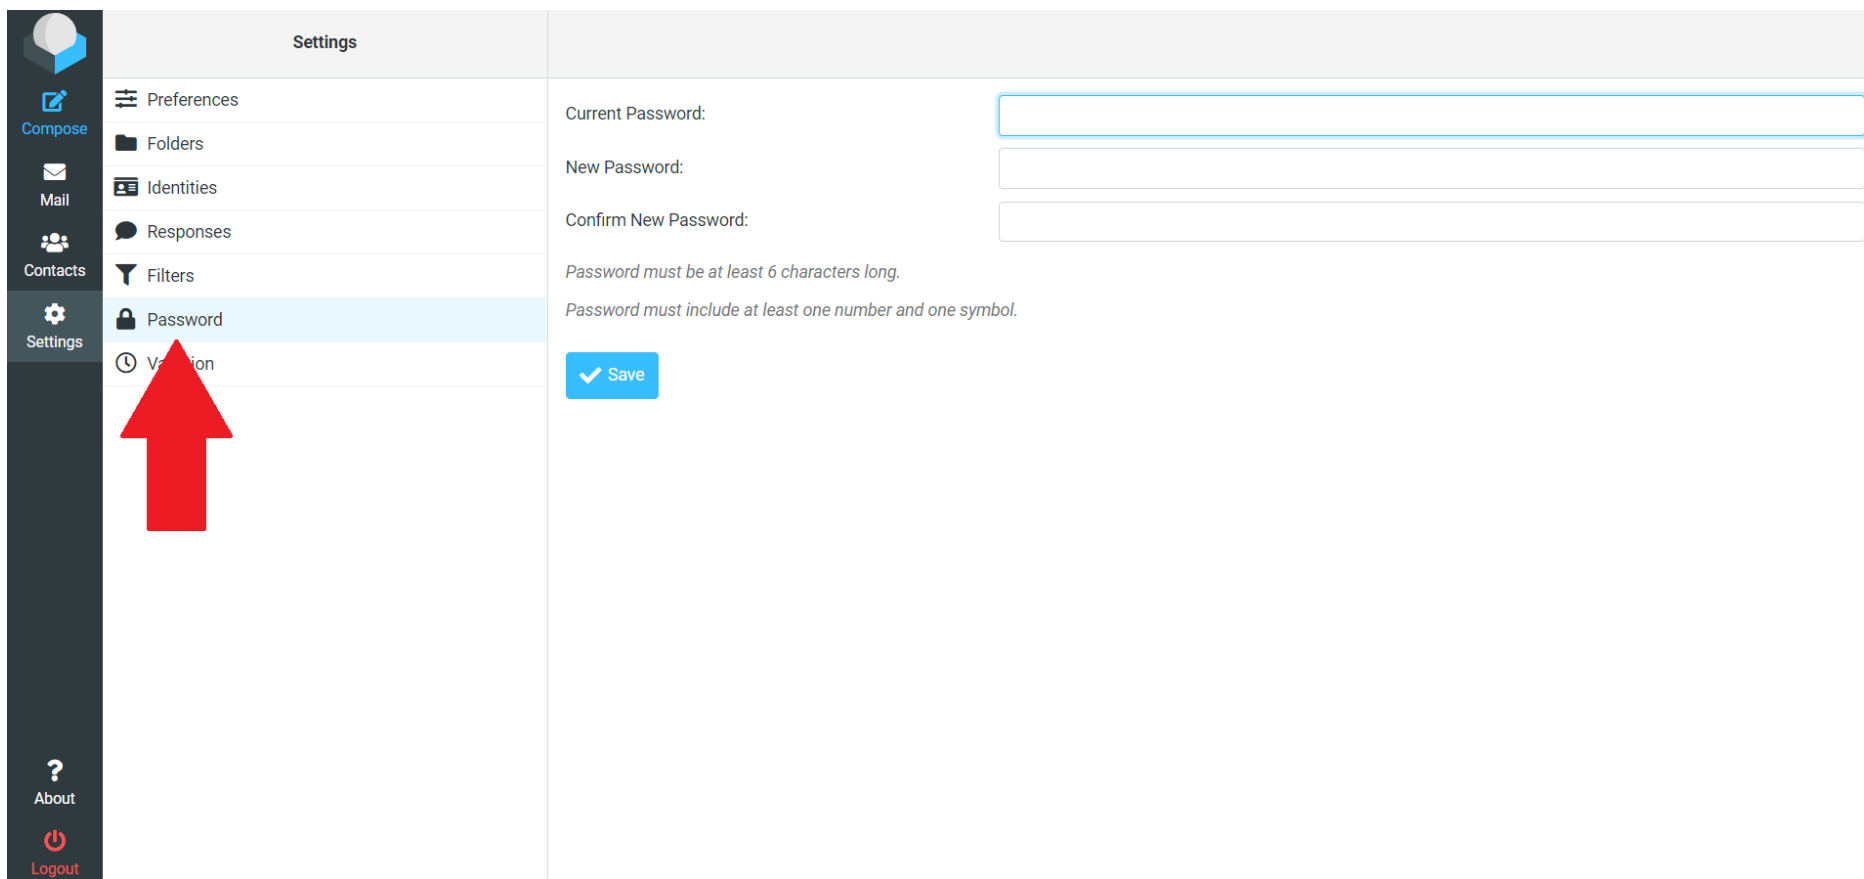 Settings
Compose
Mail
Contacts
Settings
About
Logout
Preferences
Folders
Identities
Responses
Filters
Password
Current Password:
New Password:
Confirm New Password:
Password must be at least 6 characters long.
Password must include at least one number and one symbol.
Save